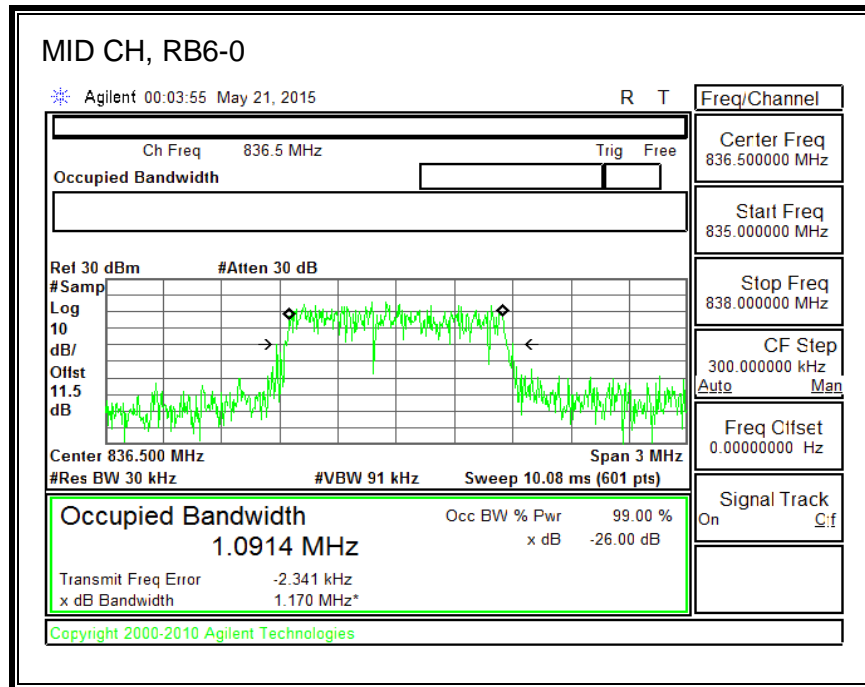 MID CH, RB6-0
Agilent 00:03:55 May 21, 2015 R T
Freq/Channel
Ch Freq 836.5 MHz Trig Free
Occupied Bandwidth
Center Freq
836.500000 MHz
Start Freq
835.000000 MHz
Stop Freq
838.000000 MHz
CF Step
300.000000 kHz
Auto Man
Freq Offset
0.00000000 Hz
Signal Track
On Off
Ref 30 dBm #Atten 30 dB
#Samp
Log
10
dB/
Offst
11.5
dB
Center 836.500 MHz Span 3 MHz
#Res BW 30 kHz #VBW 91 kHz Sweep 10.08 ms (601 pts)
Occupied Bandwidth
1.0914 MHz
Occ BW % Pwr 99.00 %
x dB -26.00 dB
Transmit Freq Error -2.341 kHz
x dB Bandwidth 1.170 MHz*
Copyright 2000-2010 Agilent Technologies